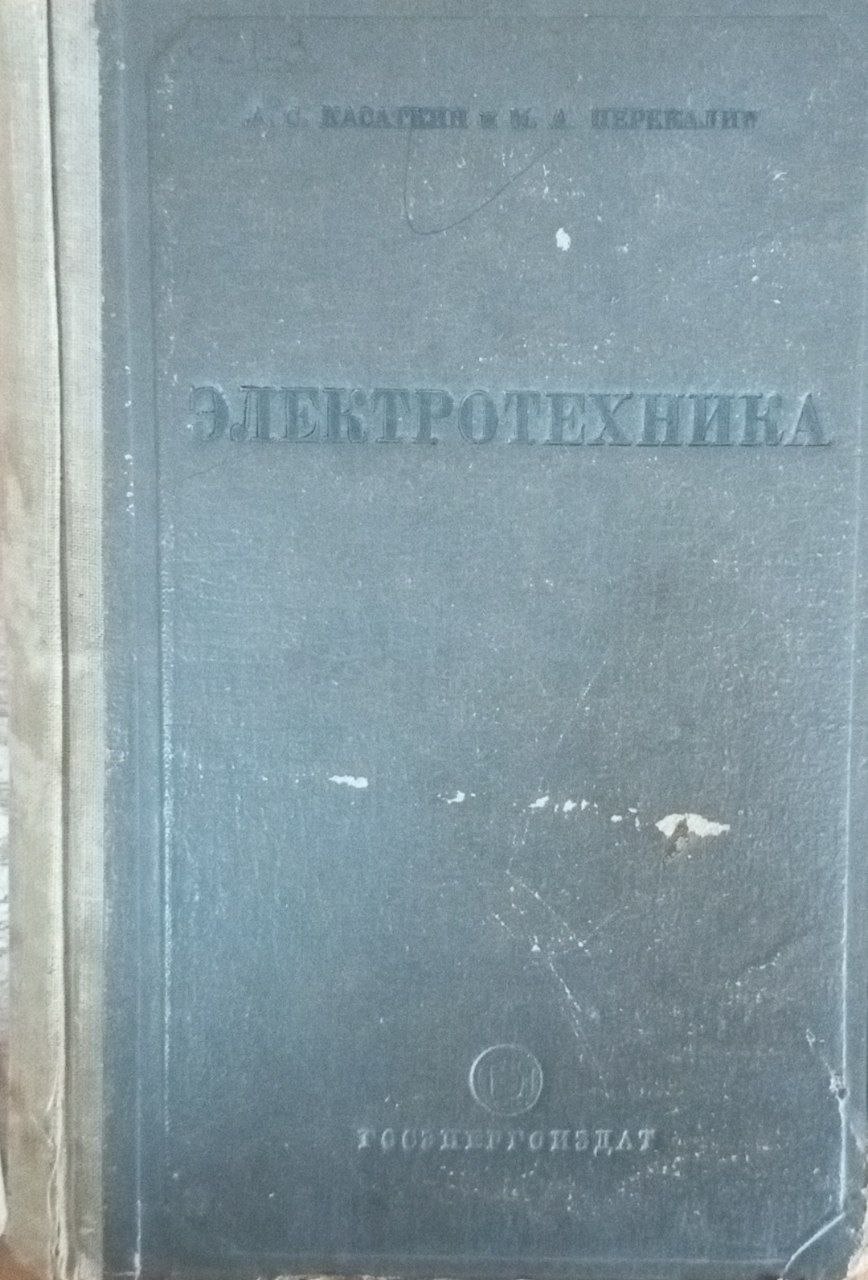 А. С. КАСАТКИН и М. А. ПЕРЕКАЛИН
ЭЛЕКТРОТЕХНИКА
ГОСЭНЕРГОИЗДАТ